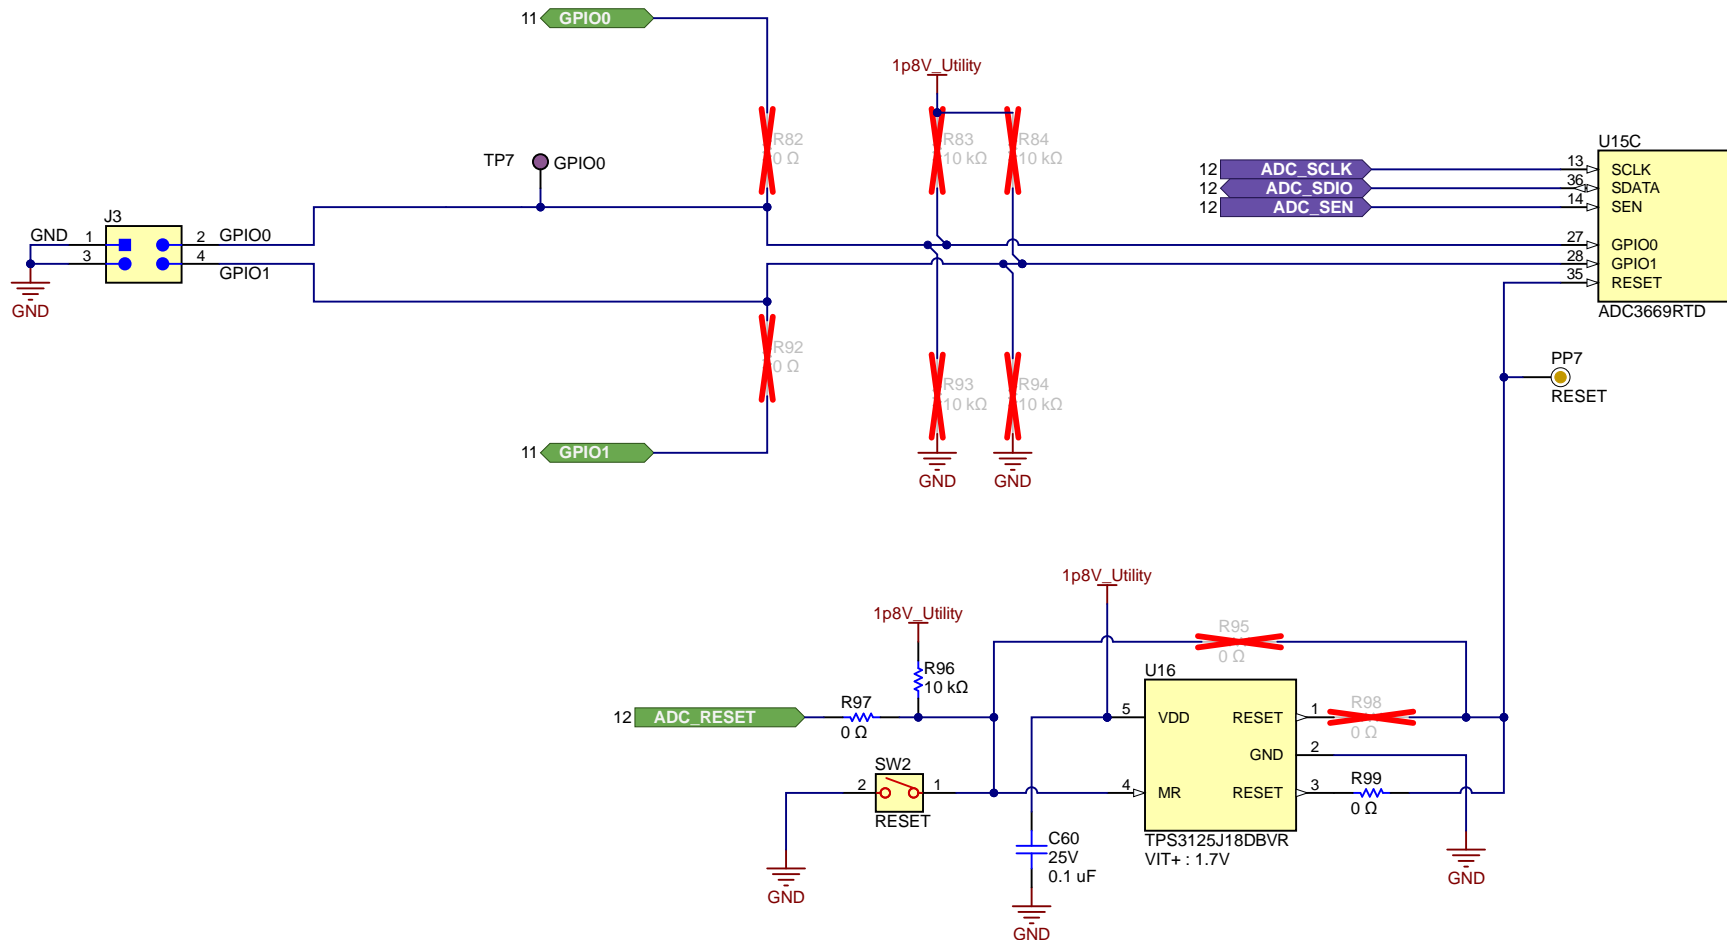 11 GPIO0
1p8V_Utility
R82
0 Ω
R83
10 kΩ
R84
10 kΩ
TP7 GPIO0
U15C
12 ADC_SCLK 13 SCLK
12 ADC_SDIO 36 SDATA
12 ADC_SEN 14 SEN
J3
GND 1 2 GPIO0
3 4
GPIO1
GND
27 GPIO0
28 GPIO1
35 RESET
ADC3669RTD
R92
0 Ω
PP7
RESET
R93
10 kΩ
R94
10 kΩ
11 GPIO1
GND GND
1p8V_Utility
1p8V_Utility
R95
0 Ω
R96
10 kΩ
U16
R97
0 Ω
12 ADC_RESET
5 VDD RESET 1
R98
0 Ω
GND 2
SW2
2 1
RESET
4 MR RESET 3
R99
0 Ω
TPS3125J18DBVR
VIT+ : 1.7V
C60
25V
0.1 uF
GND
GND
GND